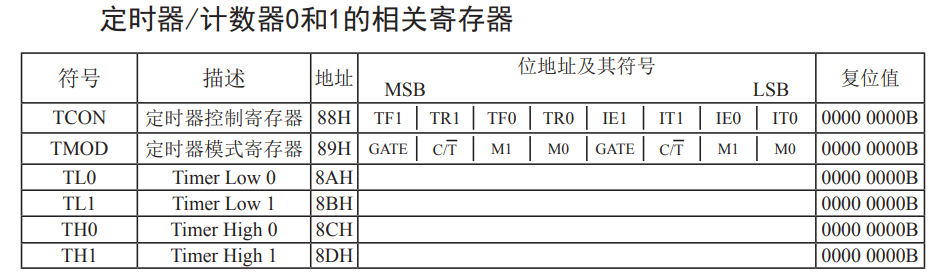 定时器/计数器0和1的相关寄存器
符号 描述 地址 位地址及其符号 复位值
MSB LSB
TCON 定时器控制寄存器 88H TF1 TR1 TF0 TR0 IE1 IT1 IE0 IT0 0000 0000B
TMOD 定时器模式寄存器 89H GATE C/T̅ M1 M0 GATE C/T̅ M1 M0 0000 0000B
TL0 Timer Low 0 8AH 0000 0000B
TL1 Timer Low 1 8BH 0000 0000B
TH0 Timer High 0 8CH 0000 0000B
TH1 Timer High 1 8DH 0000 0000B